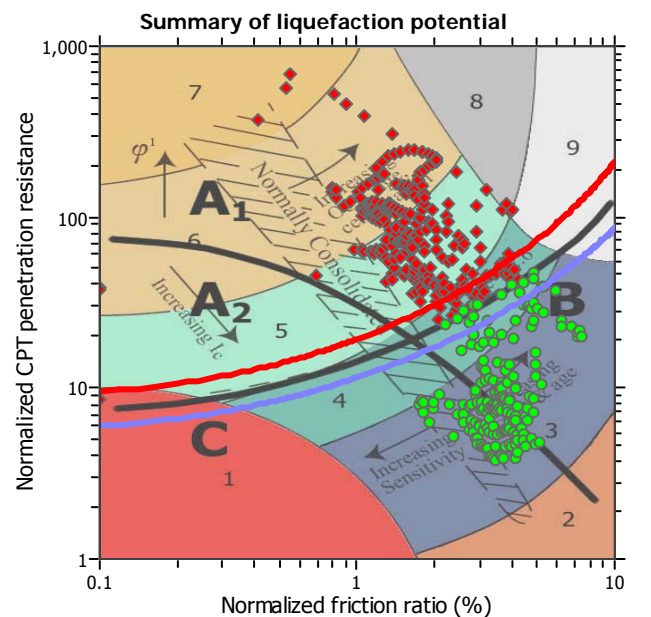 Summary of liquefaction potential
Normalized CPT penetration resistance
1,000
100
10
1
0.1
1
10
Normalized friction ratio (%)
7
8
9
φ¹
A1
6
A2
5
B
4
C
3
1
2
Normally Consolidated
Increasing Ic
Increasing
OCR
Increasing
Sensitivity
& age